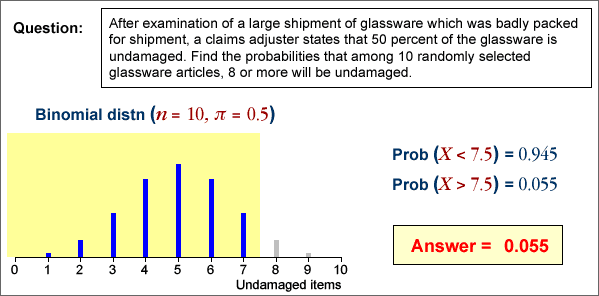 Question:
After examination of a large shipment of glassware which was badly packed
for shipment, a claims adjuster states that 50 percent of the glassware is
undamaged. Find the probabilities that among 10 randomly selected
glassware articles, 8 or more will be undamaged.
Binomial distn (n = 10, π = 0.5)
Prob (X < 7.5) = 0.945
Prob (X > 7.5) = 0.055
Answer = 0.055
0 1 2 3 4 5 6 7 8 9 10
Undamaged items